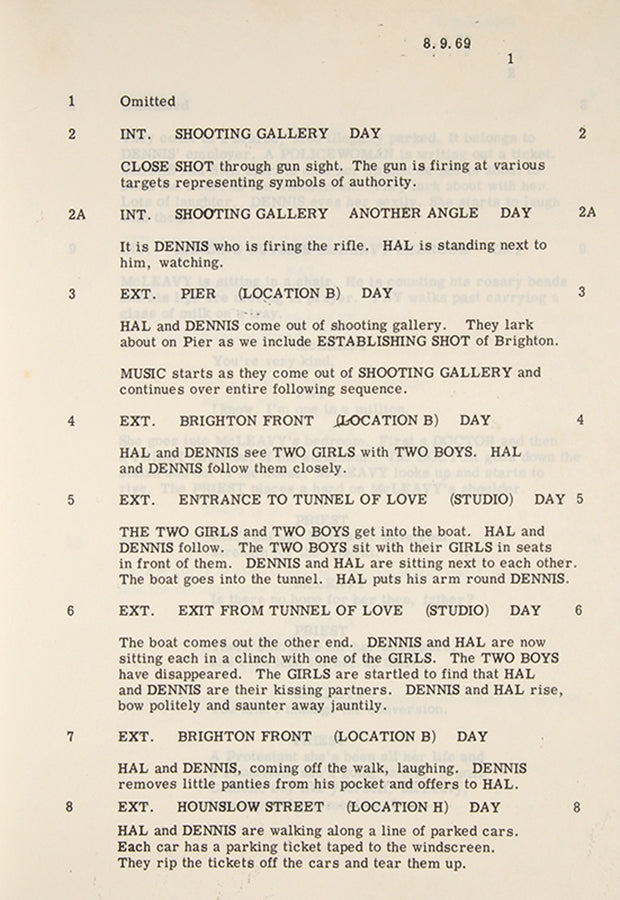 8.9.69
1
1 Omitted
2 INT. SHOOTING GALLERY DAY 2
CLOSE SHOT through gun sight. The gun is firing at various
targets representing symbols of authority.
2A INT. SHOOTING GALLERY ANOTHER ANGLE DAY 2A
It is DENNIS who is firing the rifle. HAL is standing next to
him, watching.
3 EXT. PIER (LOCATION B) DAY 3
HAL and DENNIS come out of shooting gallery. They lark
about on Pier as we include ESTABLISHING SHOT of Brighton.
MUSIC starts as they come out of SHOOTING GALLERY and
continues over entire following sequence.
4 EXT. BRIGHTON FRONT (LOCATION B) DAY 4
HAL and DENNIS see TWO GIRLS with TWO BOYS. HAL
and DENNIS follow them closely.
5 EXT. ENTRANCE TO TUNNEL OF LOVE (STUDIO) DAY 5
THE TWO GIRLS and TWO BOYS get into the boat. HAL and
DENNIS follow. The TWO BOYS sit with their GIRLS in seats
in front of them. DENNIS and HAL are sitting next to each other.
The boat goes into the tunnel. HAL puts his arm round DENNIS.
6 EXT. EXIT FROM TUNNEL OF LOVE (STUDIO) DAY 6
The boat comes out the other end. DENNIS and HAL are now
sitting each in a clinch with one of the GIRLS. The TWO BOYS
have disappeared. The GIRLS are startled to find that HAL
and DENNIS are their kissing partners. DENNIS and HAL rise,
bow politely and saunter away jauntily.
7 EXT. BRIGHTON FRONT (LOCATION B) DAY
HAL and DENNIS, coming off the walk, laughing. DENNIS
removes little panties from his pocket and offers to HAL.
8 EXT. HOUNSLOW STREET (LOCATION H) DAY 8
HAL and DENNIS are walking along a line of parked cars.
Each car has a parking ticket taped to the windscreen.
They rip the tickets off the cars and tear them up.